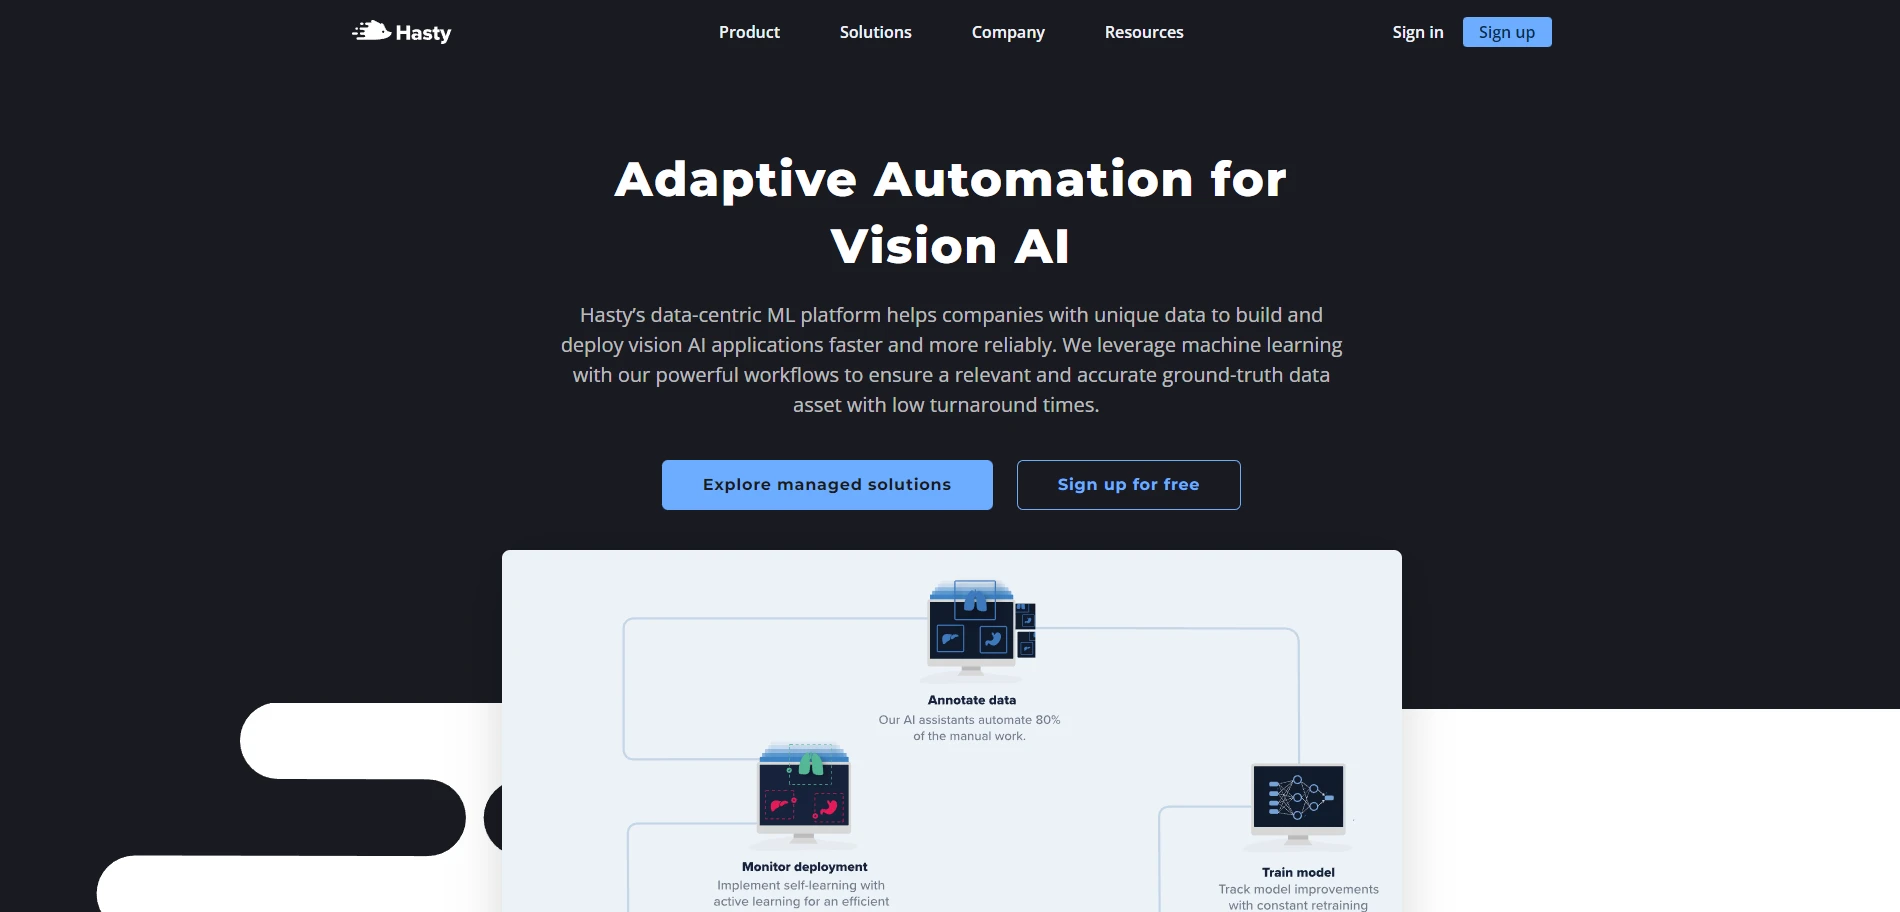 Hasty
Product
Solutions
Company
Resources
Sign in
Sign up
Adaptive Automation for
Vision AI
Hasty’s data-centric ML platform helps companies with unique data to build and
deploy vision AI applications faster and more reliably. We leverage machine learning
with our powerful workflows to ensure a relevant and accurate ground-truth data
asset with low turnaround times.
Explore managed solutions
Sign up for free
Annotate data
Our AI assistants automate 80%
of the manual work.
Monitor deployment
Implement self-learning with
active learning for an efficient
Train model
Track model improvements
with constant retraining